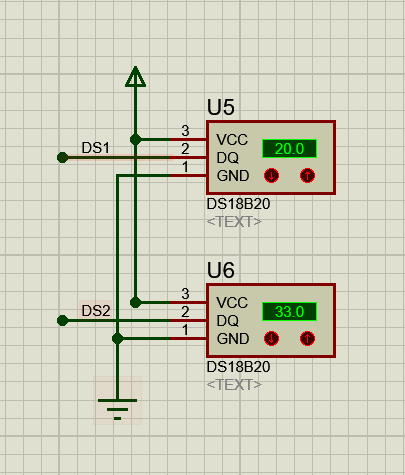 U5
3 VCC 20.0
DS1 2 DQ
1 GND
DS18B20
<TEXT>
U6
3 VCC 33.0
DS2 2 DQ
1 GND
DS18B20
<TEXT>